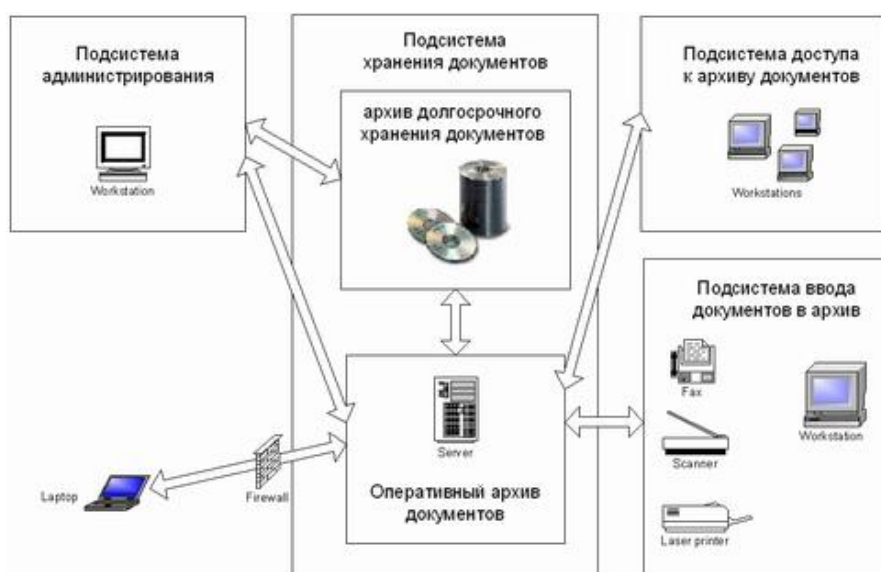 Подсистема
администрирования
Workstation
Подсистема
хранения документов
архив долгосрочного
хранения документов
Подсистема доступа
к архиву документов
Workstations
Подсистема ввода
документов в архив
Fax
Workstation
Scanner
Laser printer
Server
Оперативный архив
документов
Laptop
Firewall